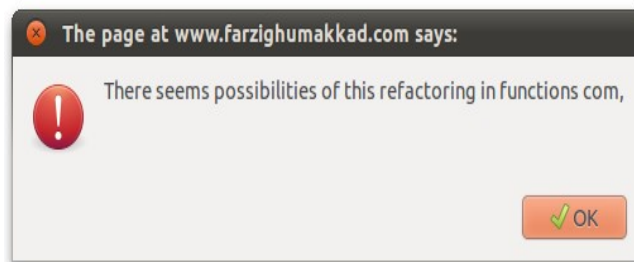 The page at www.farzighumakkad.com says:
There seems possibilities of this refactoring in functions com,
OK